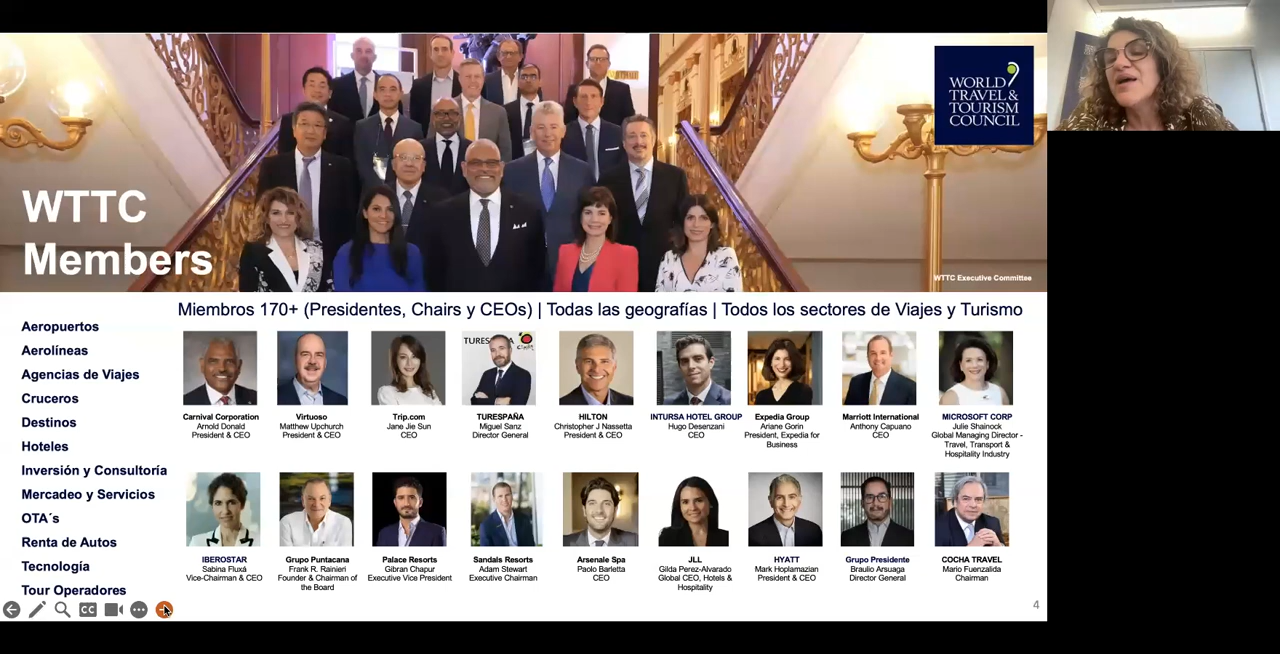 WORLD
TRAVEL &
TOURISM
COUNCIL
WTTC
Members
WTTC Executive Committee
Miembros 170+ (Presidentes, Chairs y CEOs) | Todas las geografías | Todos los sectores de Viajes y Turismo
Aeropuertos
Aerolíneas
Agencias de Viajes
Cruceros
Destinos
Hoteles
Inversión y Consultoría
Mercadeo y Servicios
OTA´s
Renta de Autos
Tecnología
Tour Operadores
Carnival Corporation
Arnold Donald
President & CEO
Virtuoso
Matthew Upchurch
President & CEO
Trip.com
Jane Jie Sun
CEO
TURESPAÑA
Miguel Sanz
Director General
HILTON
Christopher J Nassetta
President & CEO
INTURSA HOTEL GROUP
Hugo Desenzani
CEO
Expedia Group
Ariane Gorin
President, Expedia for
Business
Marriott International
Anthony Capuano
CEO
MICROSOFT CORP
Julie Shainock
Global Managing Director -
Travel, Transport &
Hospitality Industry
IBEROSTAR
Sabina Fluxá
Vice-Chairman & CEO
Grupo Puntacana
Frank R. Rainieri
Founder & Chairman of
the Board
Palace Resorts
Gibran Chapur
Executive Vice President
Sandals Resorts
Adam Stewart
Executive Chairman
Arsenale Spa
Paolo Barletta
CEO
JLL
Gilda Perez-Alvarado
Global CEO, Hotels &
Hospitality
HYATT
Mark Hoplamazian
President & CEO
Grupo Presidente
Braulio Arsuaga
Director General
COCHA TRAVEL
Mario Fuenzalida
Chairman
CC
4